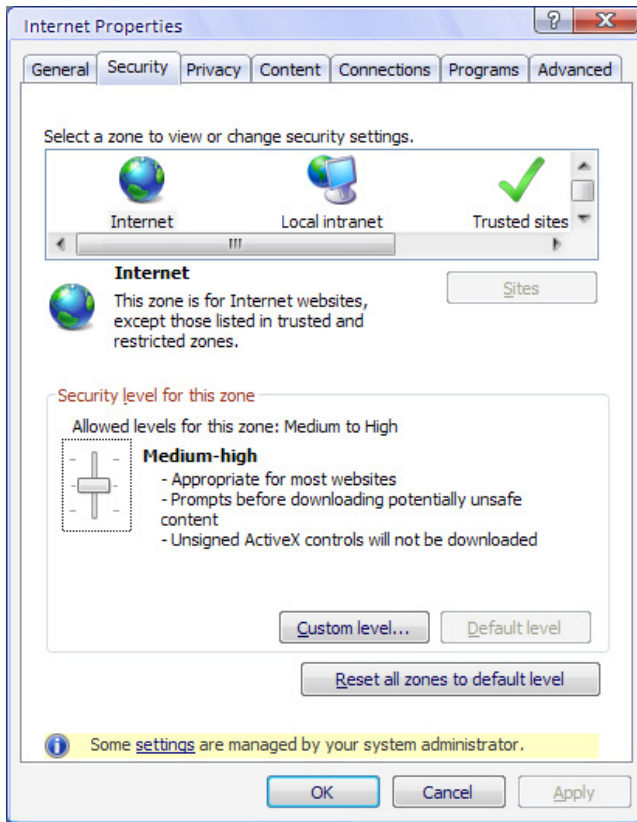 Internet Properties
General Security Privacy Content Connections Programs Advanced
Select a zone to view or change security settings.
Internet Local intranet Trusted sites
Internet
Sites
This zone is for Internet websites,
except those listed in trusted and
restricted zones.
Security level for this zone
Allowed levels for this zone: Medium to High
Medium-high
- Appropriate for most websites
- Prompts before downloading potentially unsafe
content
- Unsigned ActiveX controls will not be downloaded
Custom level... Default level
Reset all zones to default level
Some settings are managed by your system administrator.
OK Cancel Apply